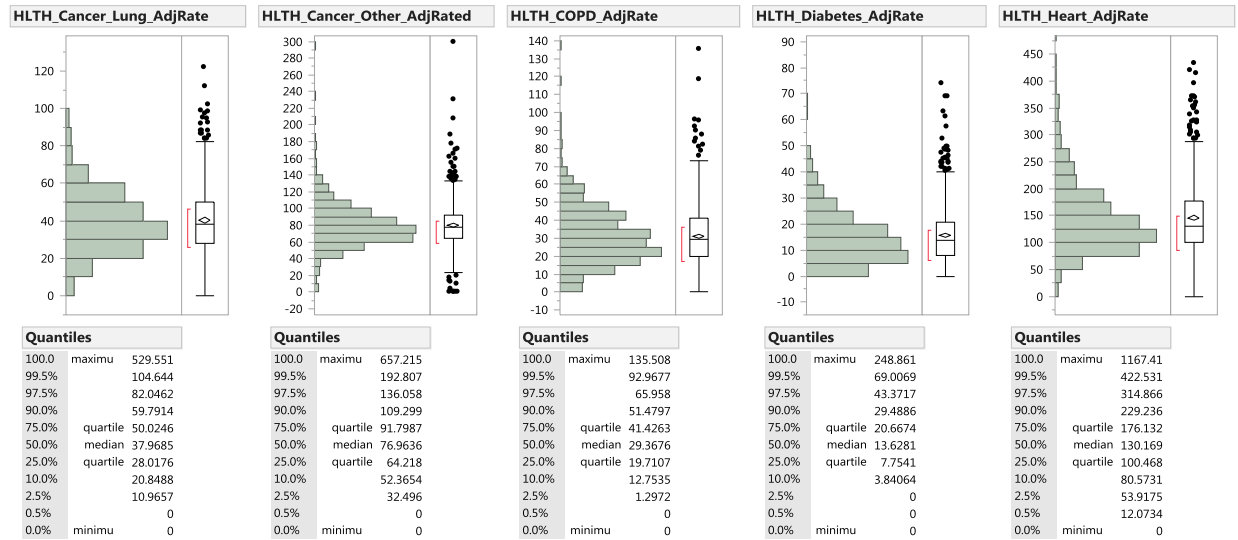 HLTH_Cancer_Lung_AdjRate
120
100
80
60
40
20
0
Quantiles
100.0 maximu 529.551
99.5% 104.644
97.5% 82.0462
90.0% 59.7914
75.0% quartile 50.0246
50.0% median 37.9685
25.0% quartile 28.0176
10.0% 20.8488
2.5% 10.9657
0.5% 0
0.0% minimu 0
HLTH_Cancer_Other_AdjRated
300
280
260
240
220
200
180
160
140
120
100
80
60
40
20
0
-20
Quantiles
100.0 maximu 657.215
99.5% 192.807
97.5% 136.058
90.0% 109.299
75.0% quartile 91.7987
50.0% median 76.9636
25.0% quartile 64.218
10.0% 52.3654
2.5% 32.496
0.5% 0
0.0% minimu 0
HLTH_COPD_AdjRate
140
130
120
110
100
90
80
70
60
50
40
30
20
10
0
-10
Quantiles
100.0 maximu 135.508
99.5% 92.9677
97.5% 65.958
90.0% 51.4797
75.0% quartile 41.4263
50.0% median 29.3676
25.0% quartile 19.7107
10.0% 12.7535
2.5% 1.2972
0.5% 0
0.0% minimu 0
HLTH_Diabetes_AdjRate
90
80
70
60
50
40
30
20
10
0
-10
Quantiles
100.0 maximu 248.861
99.5% 69.0069
97.5% 43.3717
90.0% 29.4886
75.0% quartile 20.6674
50.0% median 13.6281
25.0% quartile 7.7541
10.0% 3.84064
2.5% 0
0.5% 0
0.0% minimu 0
HLTH_Heart_AdjRate
450
400
350
300
250
200
150
100
50
0
Quantiles
100.0 maximu 1167.41
99.5% 422.531
97.5% 314.866
90.0% 229.236
75.0% quartile 176.132
50.0% median 130.169
25.0% quartile 100.468
10.0% 80.5731
2.5% 53.9175
0.5% 12.0734
0.0% minimu 0